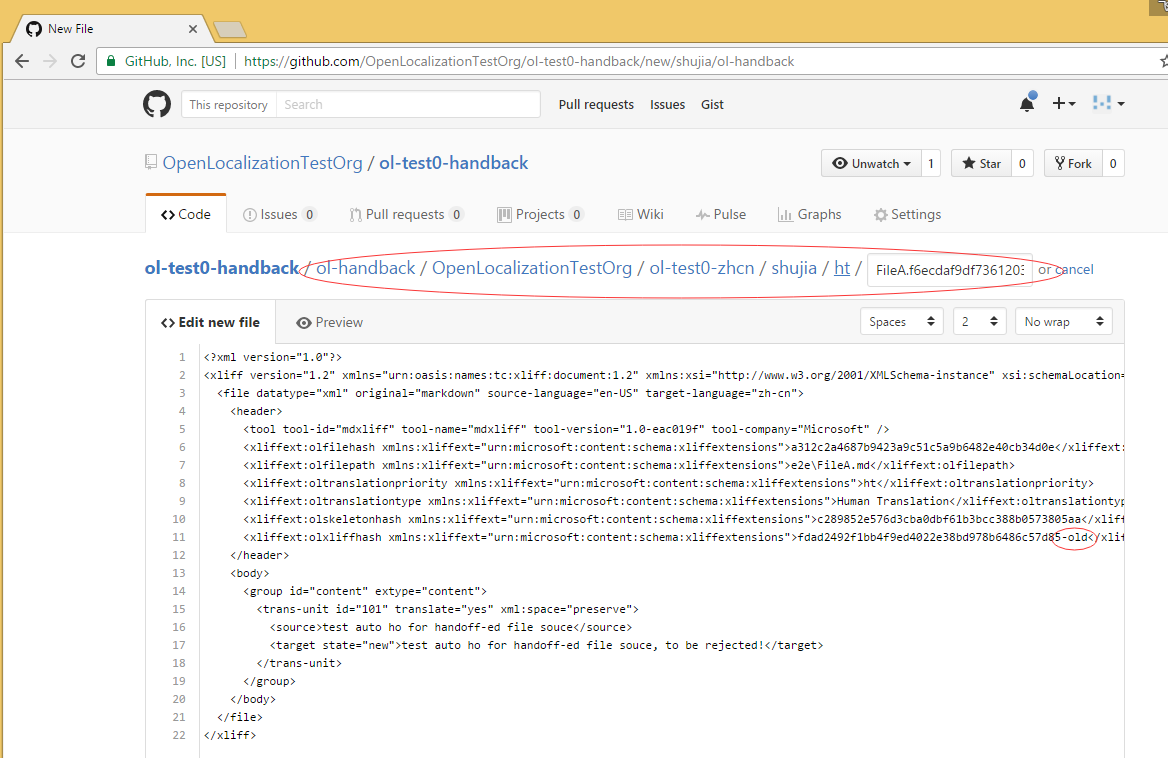 New File
GitHub, Inc. [US] https://github.com/OpenLocalizationTestOrg/ol-test0-handback/new/shujia/ol-handback
This repository Search Pull requests Issues Gist
OpenLocalizationTestOrg / ol-test0-handback Unwatch 1 Star 0 Fork 0
Code Issues 0 Pull requests 0 Projects 0 Wiki Pulse Graphs Settings
ol-test0-handback / ol-handback / OpenLocalizationTestOrg / ol-test0-zhcn / shujia / ht / FileA.f6ecdaf9df7361203 or cancel
Edit new file Preview Spaces 2 No wrap
1 <?xml version="1.0"?>
2 <xliff version="1.2" xmlns="urn:oasis:names:tc:xliff:document:1.2" xmlns:xsi="http://www.w3.org/2001/XMLSchema-instance" xsi:schemaLocation=
3 <file datatype="xml" original="markdown" source-language="en-US" target-language="zh-cn">
4 <header>
5 <tool tool-id="mdxliff" tool-name="mdxliff" tool-version="1.0-eac019f" tool-company="Microsoft" />
6 <xliffext:olfilehash xmlns:xliffext="urn:microsoft:content:schema:xliffextensions">a312c2a4687b9423a9c51c5a9b6482e40cb34d0e</xliffext:
7 <xliffext:olfilepath xmlns:xliffext="urn:microsoft:content:schema:xliffextensions">e2e\FileA.md</xliffext:olfilepath>
8 <xliffext:oltranslationpriority xmlns:xliffext="urn:microsoft:content:schema:xliffextensions">ht</xliffext:oltranslationpriority>
9 <xliffext:oltranslationtype xmlns:xliffext="urn:microsoft:content:schema:xliffextensions">Human Translation</xliffext:oltranslationtyp
10 <xliffext:olskeletonhash xmlns:xliffext="urn:microsoft:content:schema:xliffextensions">c289852e576d3cba0dbf61b3bcc388b0573805aa</xliff
11 <xliffext:olxliffhash xmlns:xliffext="urn:microsoft:content:schema:xliffextensions">fdad2492f1bb4f9ed4022e38bd978b6486c57d85-old</xlif
12 </header>
13 <body>
14 <group id="content" extype="content">
15 <trans-unit id="101" translate="yes" xml:space="preserve">
16 <source>test auto ho for handoff-ed file souce</source>
17 <target state="new">test auto ho for handoff-ed file souce, to be rejected!</target>
18 </trans-unit>
19 </group>
20 </body>
21 </file>
22 </xliff>